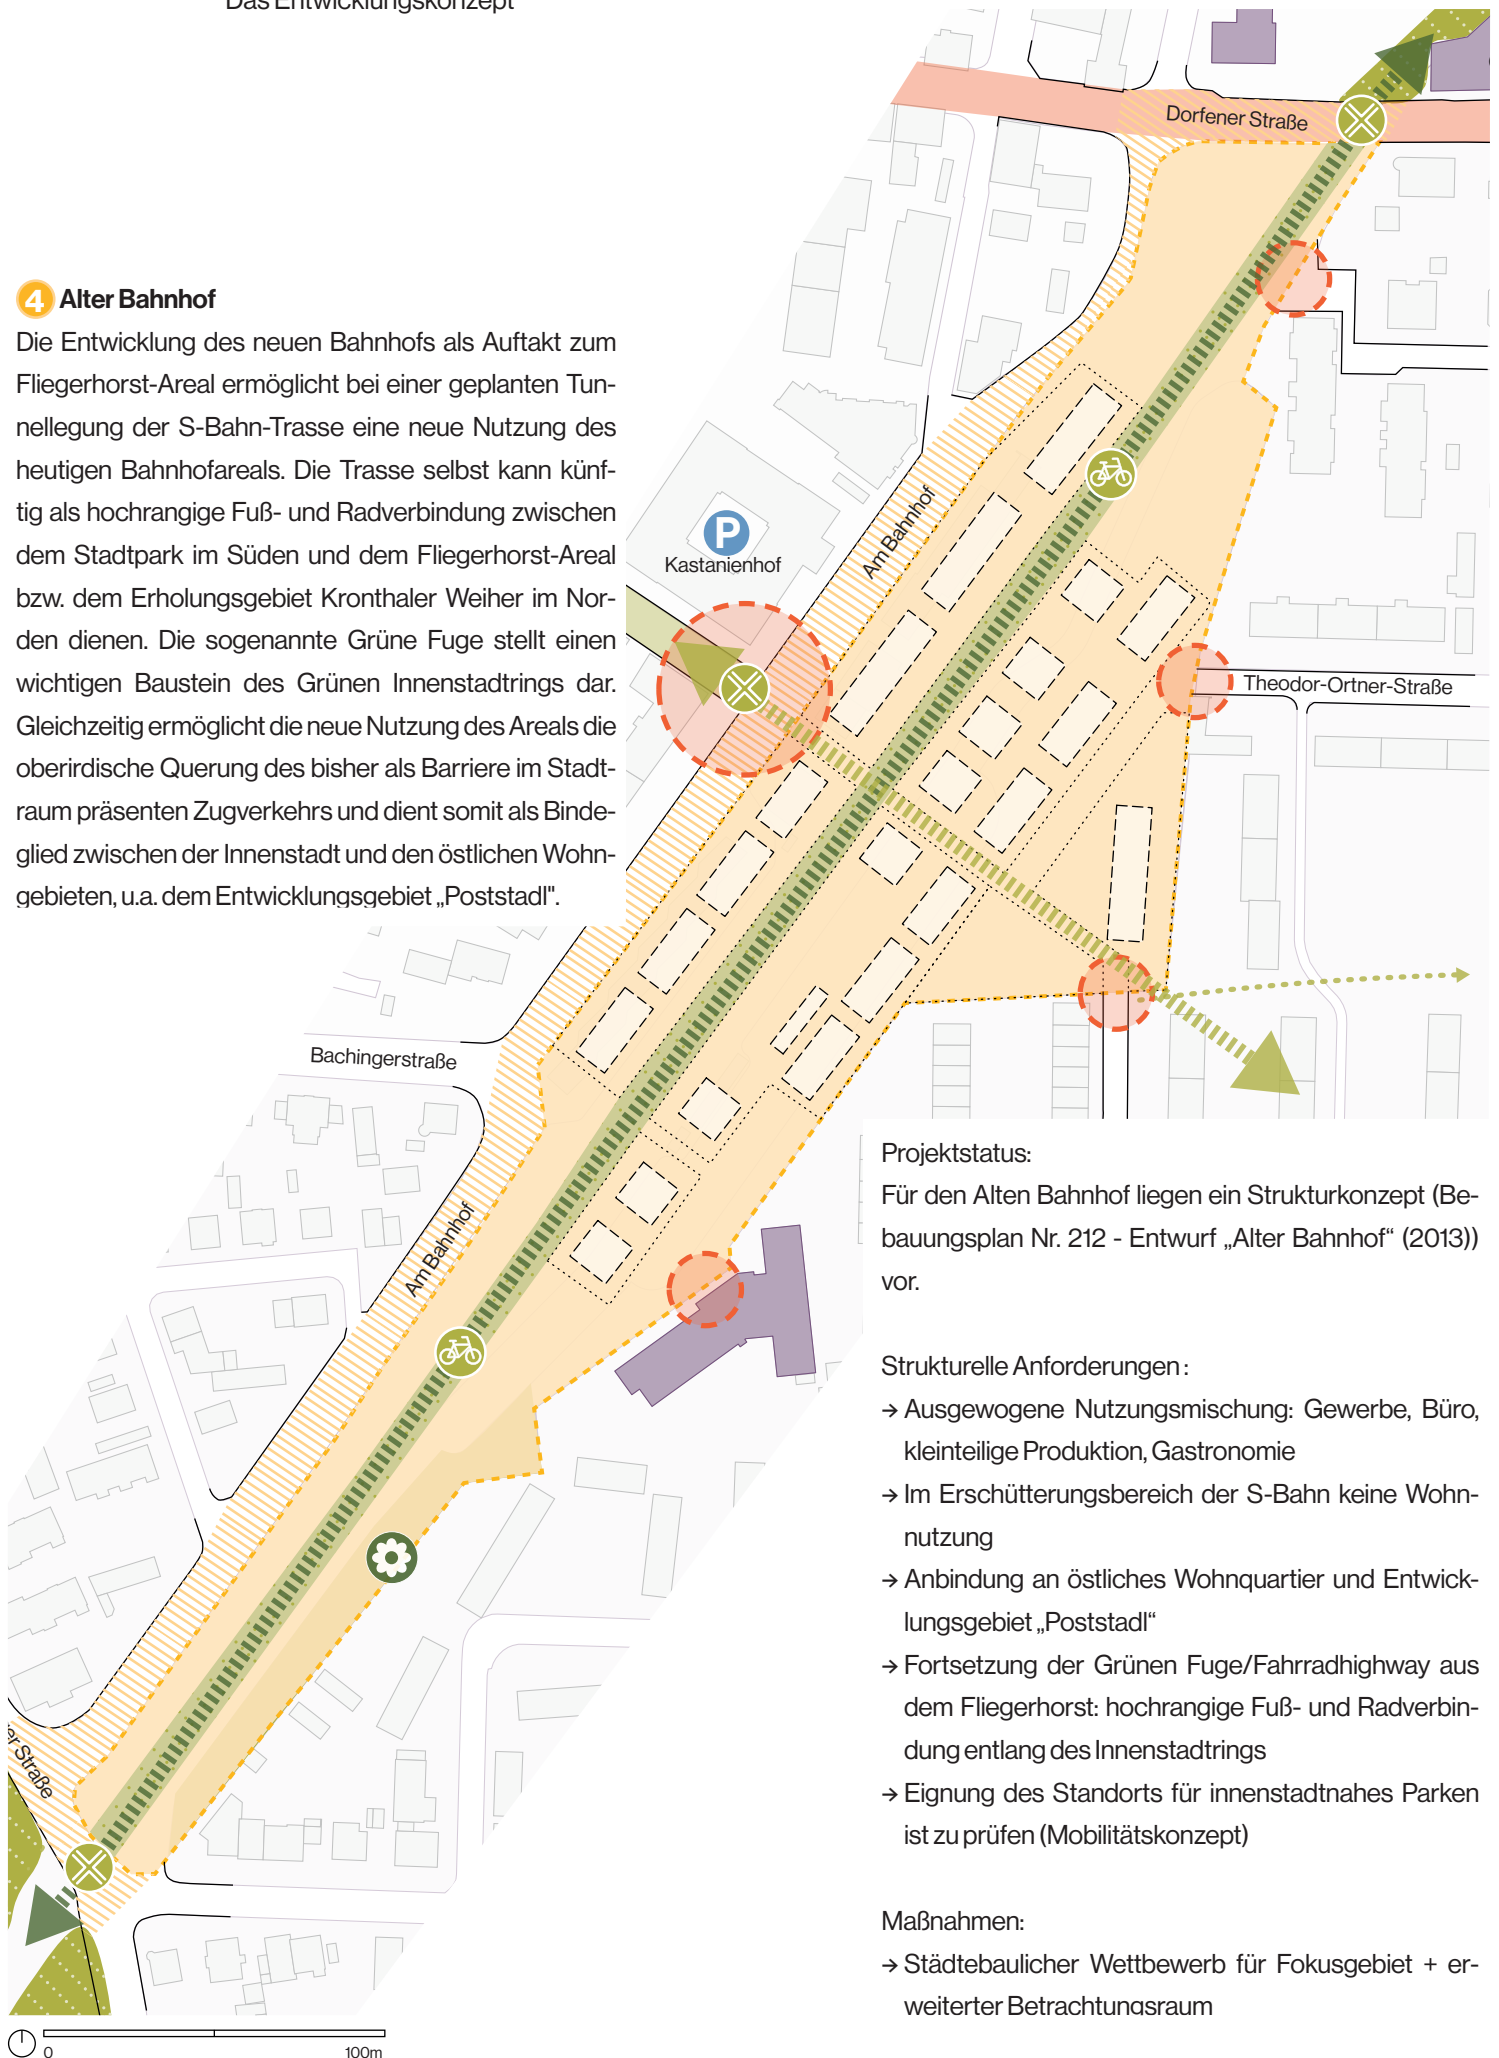 Das Entwicklungskonzept
Dorfener Straße
4 Alter Bahnhof
Die Entwicklung des neuen Bahnhofs als Auftakt zum
Fliegerhorst-Areal ermöglicht bei einer geplanten Tun-
nellegung der S-Bahn-Trasse eine neue Nutzung des
heutigen Bahnhofareals. Die Trasse selbst kann künf-
tig als hochrangige Fuß- und Radverbindung zwischen
dem Stadtpark im Süden und dem Fliegerhorst-Areal
bzw. dem Erholungsgebiet Kronthaler Weiher im Nor-
den dienen. Die sogenannte Grüne Fuge stellt einen
wichtigen Baustein des Grünen Innenstadtrings dar.
Gleichzeitig ermöglicht die neue Nutzung des Areals die
oberirdische Querung des bisher als Barriere im Stadt-
raum präsenten Zugverkehrs und dient somit als Binde-
glied zwischen der Innenstadt und den östlichen Wohn-
gebieten, u.a. dem Entwicklungsgebiet „Poststadl".
P
Kastanienhof
Am Bahnhof
Theodor-Ortner-Straße
Bachingerstraße
Am Bahnhof
er Straße
Projektstatus:
Für den Alten Bahnhof liegen ein Strukturkonzept (Be-
bauungsplan Nr. 212 - Entwurf „Alter Bahnhof“ (2013))
vor.
Strukturelle Anforderungen:
→ Ausgewogene Nutzungsmischung: Gewerbe, Büro,
kleinteilige Produktion, Gastronomie
→ Im Erschütterungsbereich der S-Bahn keine Wohn-
nutzung
→ Anbindung an östliches Wohnquartier und Entwick-
lungsgebiet „Poststadl“
→ Fortsetzung der Grünen Fuge/Fahrradhighway aus
dem Fliegerhorst: hochrangige Fuß- und Radverbin-
dung entlang des Innenstadtrings
→ Eignung des Standorts für innenstadtnahes Parken
ist zu prüfen (Mobilitätskonzept)
Maßnahmen:
→ Städtebaulicher Wettbewerb für Fokusgebiet + er-
weiterter Betrachtungsraum
0 100m